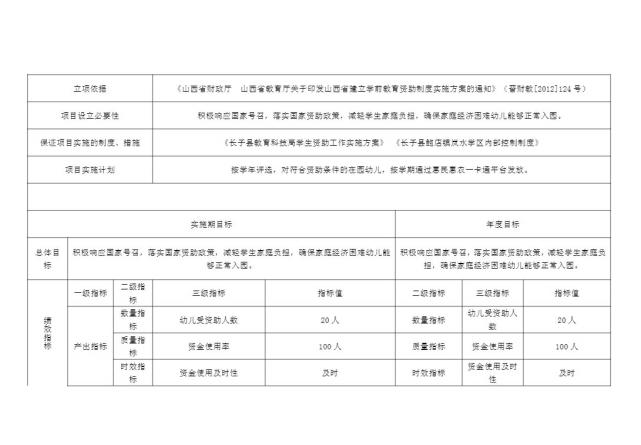 立项依据 《山西省财政厅 山西省教育厅关于印发山西省建立学前教育资助制度实施方案的通知》（晋财教[2012]124号）
项目设立必要性 积极响应国家号召，落实国家资助政策，减轻学生家庭负担，确保家庭经济困难幼儿能够正常入园。
保证项目实施的制度、措施 《长子县教育科技局学生资助工作实施方案》《长子县鲍店镇岚水学区内部控制制度》
项目实施计划 按学年评选，对符合资助条件的在园幼儿，按学期通过惠民惠农一卡通平台发放。
实施期目标 年度目标
总体目
标
积极响应国家号召，落实国家资助政策，减轻学生家庭负担，确保家庭经济困难幼儿能
够正常入园。
积极响应国家号召，落实国家资助政策，减轻学生家庭负
担，确保家庭经济困难幼儿能够正常入园。
绩效指标
一级指标 二级指
标
三级指标 指标值 二级指标 三级指标 指标值
产出指标
数量指
标
幼儿受资助人数 20人 数量指标 幼儿受资助人
数
20人
质量指
标
资金使用率 100人 质量指标 资金使用率 100人
时效指
标
资金使用及时性 及时 时效指标 资金使用及时
性
及时